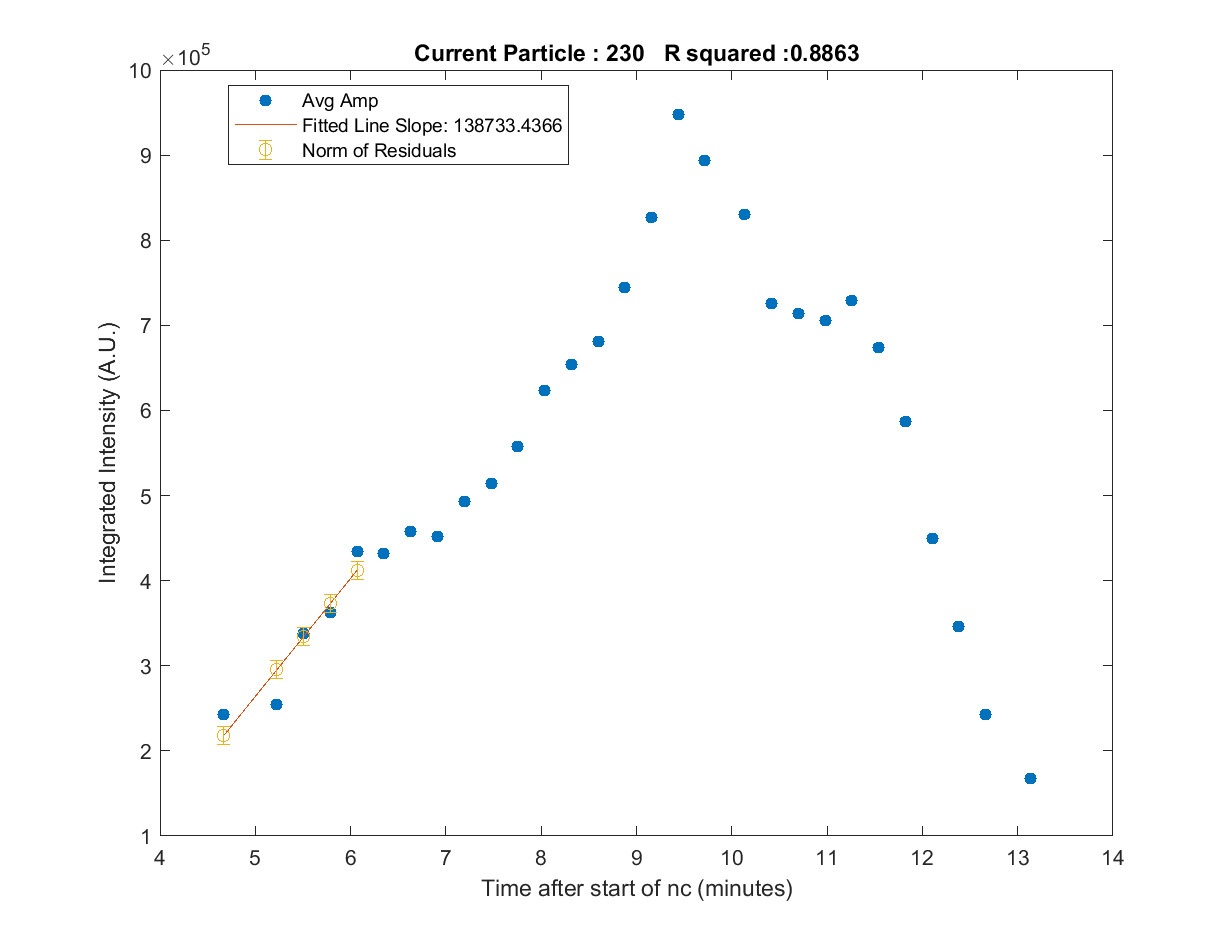 Current Particle : 230   R squared :0.8863
×10^5
Avg Amp
Fitted Line Slope: 138733.4366
Norm of Residuals
10
9
8
7
6
5
4
3
2
1
Integrated Intensity (A.U.)
4 5 6 7 8 9 10 11 12 13 14
Time after start of nc (minutes)